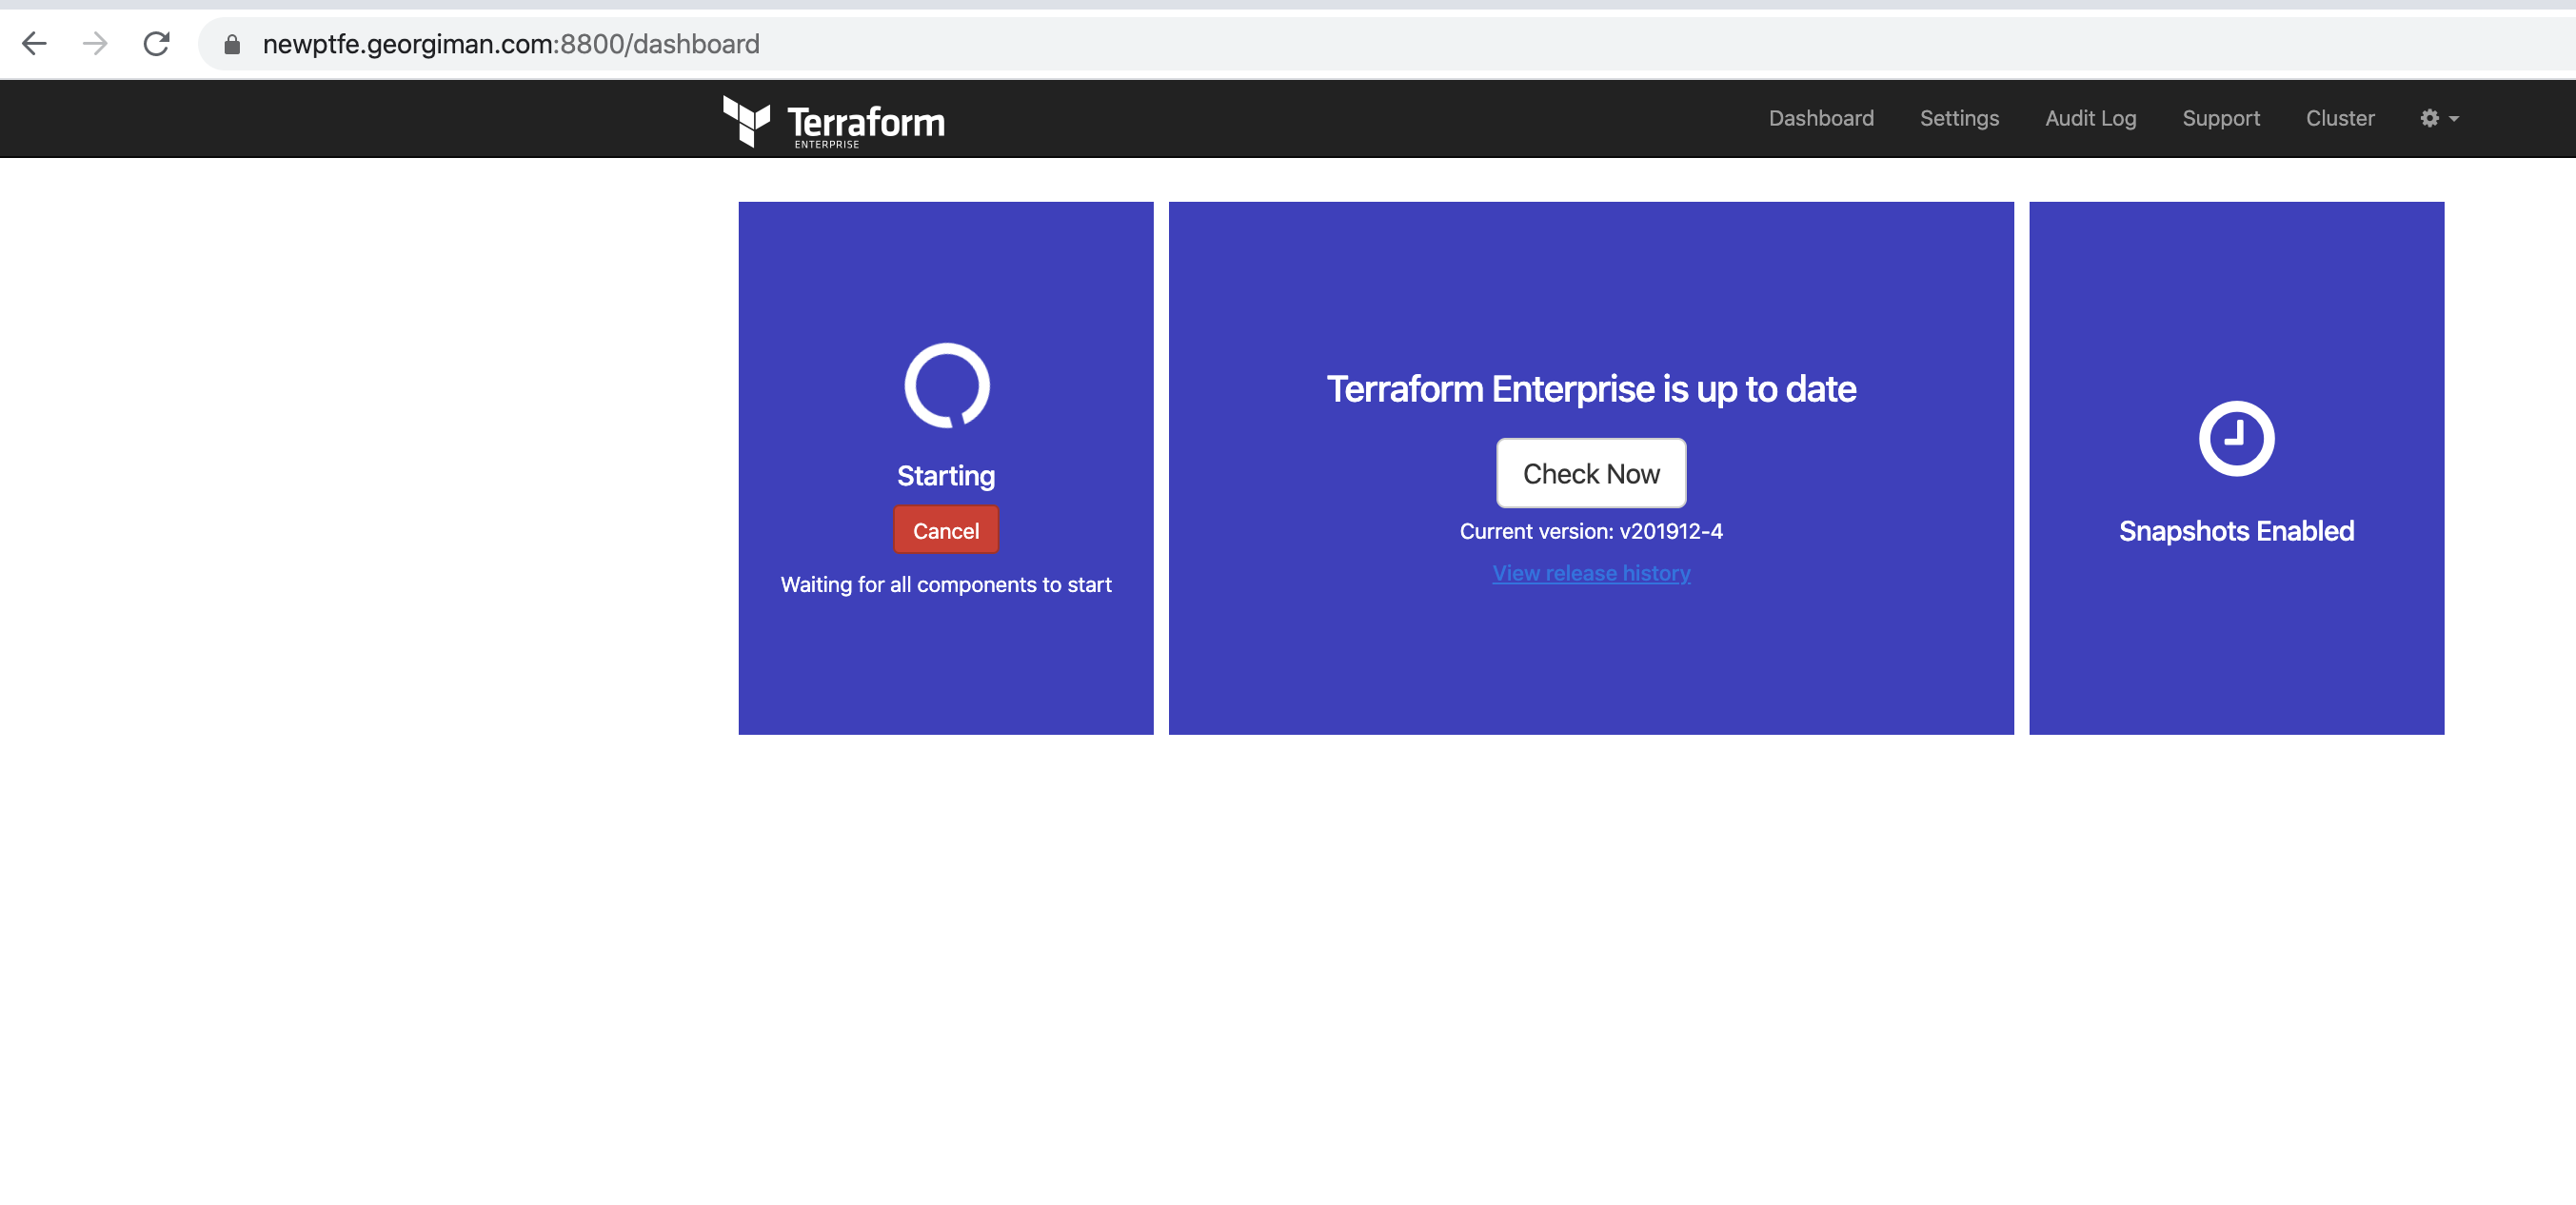 newptfe.georgiman.com:8800/dashboard
Terraform
ENTERPRISE
Dashboard
Settings
Audit Log
Support
Cluster
Starting
Cancel
Waiting for all components to start
Terraform Enterprise is up to date
Check Now
Current version: v201912-4
View release history
Snapshots Enabled